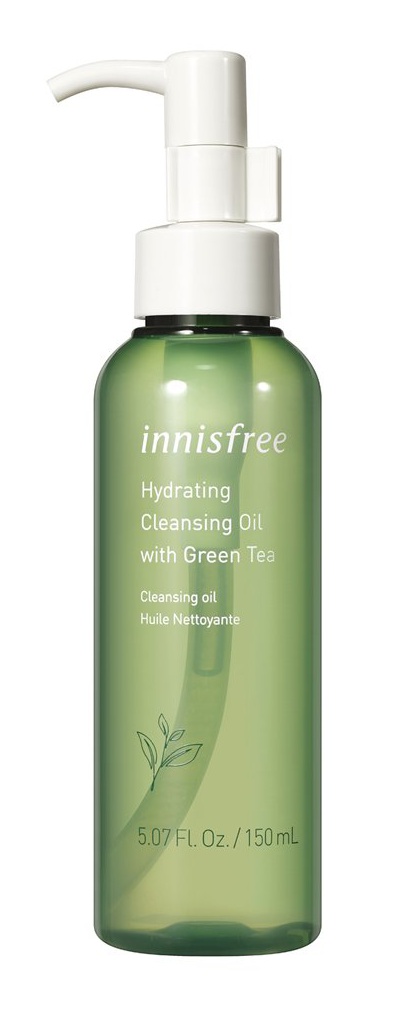 innisfree
Hydrating
Cleansing Oil
with Green Tea
Cleansing oil
Huile Nettoyante
5.07 Fl. Oz. / 150 mL